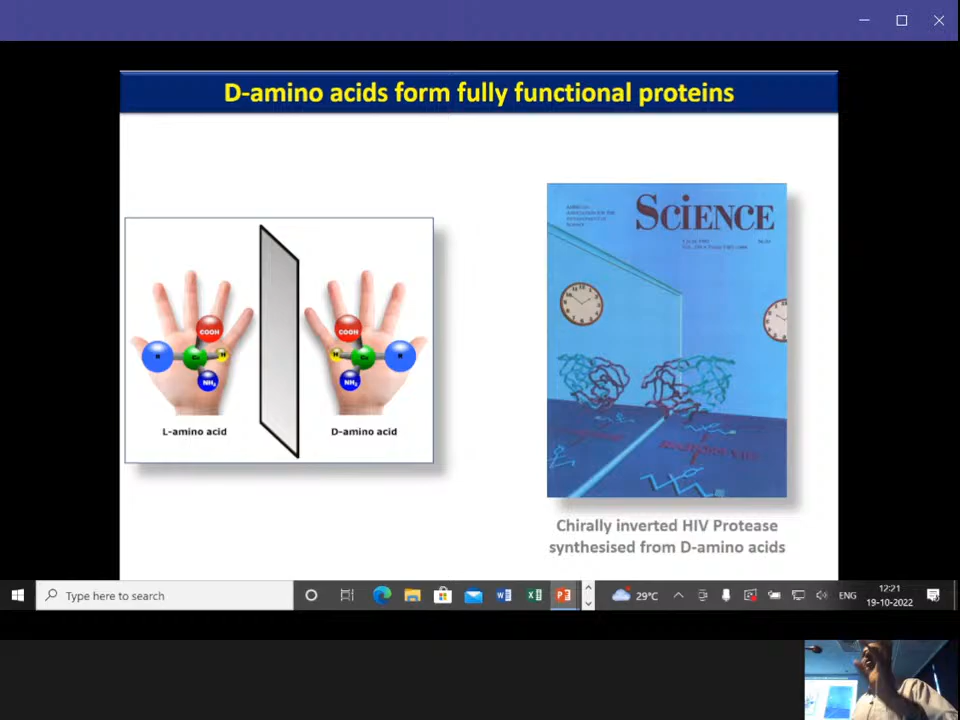 D-amino acids form fully functional proteins
COOH
H
NH₂
L-amino acid
COOH
H
R
NH₂
D-amino acid
SCIENCE
Chirally inverted HIV Protease
synthesised from D-amino acids
Type here to search
29°C
ENG
12:21
19-10-2022